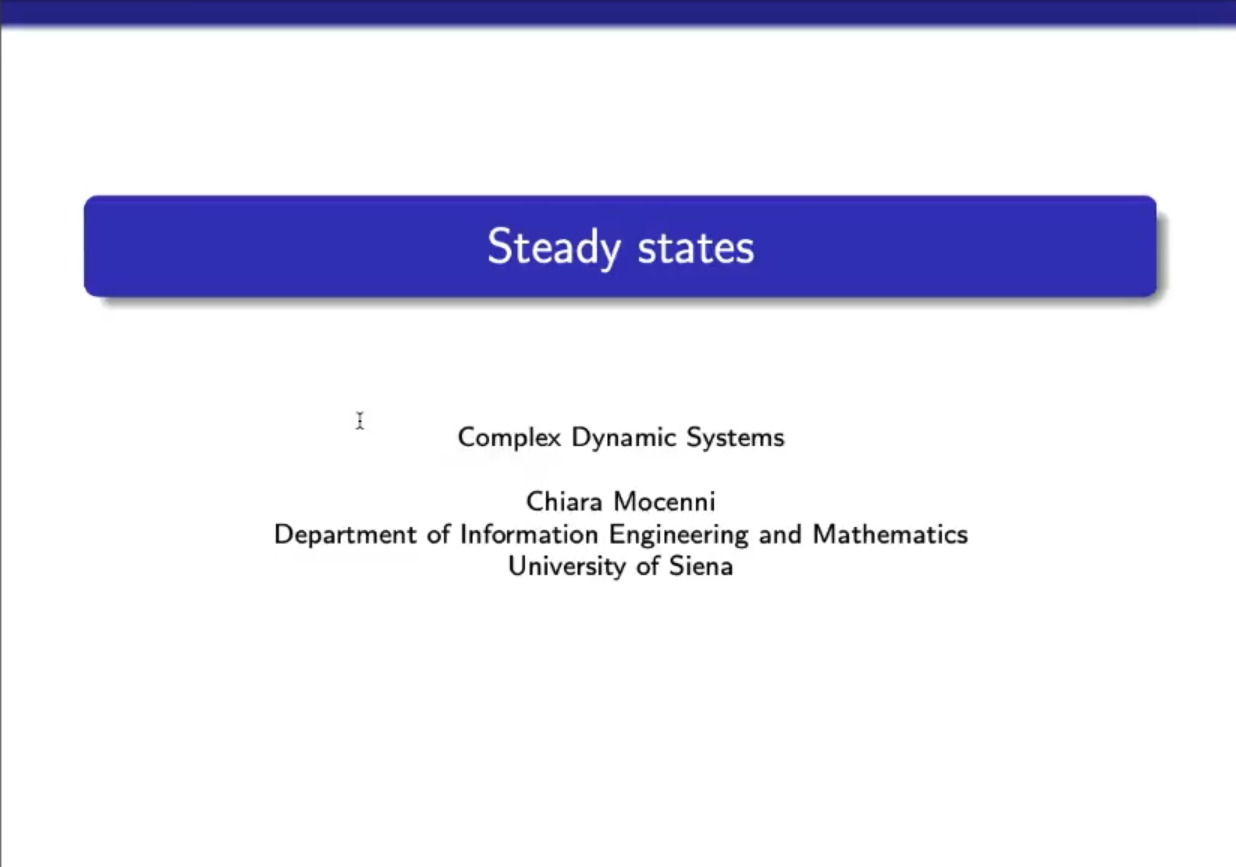 Steady states
Complex Dynamic Systems
Chiara Mocenni
Department of Information Engineering and Mathematics
University of Siena